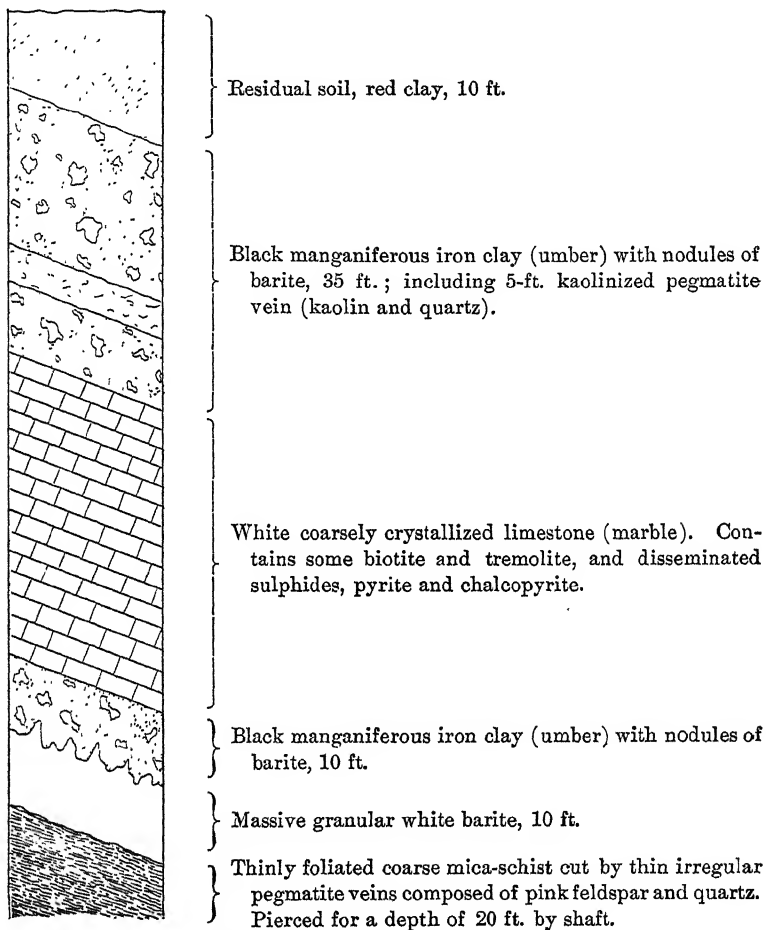 Residual soil, red clay, 10 ft.
Black manganiferous iron clay (umber) with nodules of
barite, 35 ft.; including 5-ft. kaolinized pegmatite
vein (kaolin and quartz).
White coarsely crystallized limestone (marble). Con-
tains some biotite and tremolite, and disseminated
sulphides, pyrite and chalcopyrite.
Black manganiferous iron clay (umber) with nodules of
barite, 10 ft.
Massive granular white barite, 10 ft.
Thinly foliated coarse mica-schist cut by thin irregular
pegmatite veins composed of pink feldspar and quartz.
Pierced for a depth of 20 ft. by shaft.